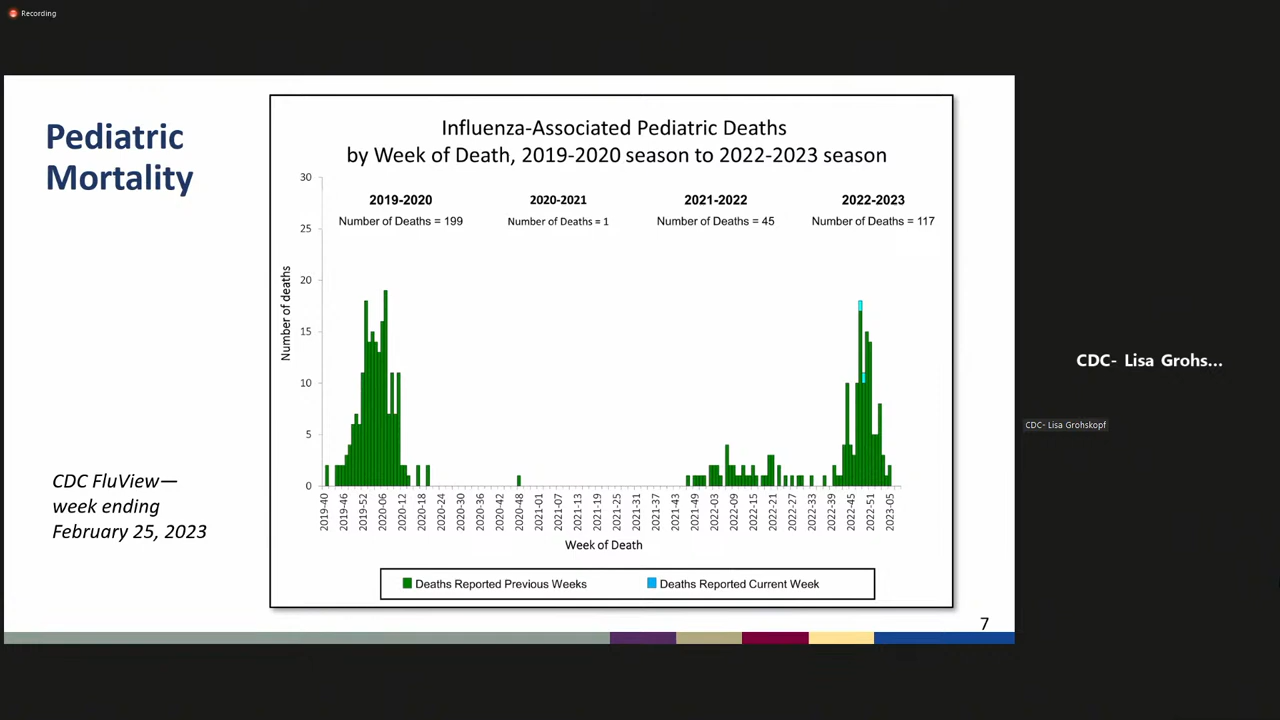 Recording
Pediatric
Mortality
CDC FluView—
week ending
February 25, 2023
Influenza-Associated Pediatric Deaths
by Week of Death, 2019-2020 season to 2022-2023 season
30
25
20
15
10
5
0
Number of deaths
2019-2020
Number of Deaths = 199
2020-2021
Number of Deaths = 1
2021-2022
Number of Deaths = 45
2022-2023
Number of Deaths = 117
2019-40
2019-46
2019-52
2020-06
2020-12
2020-18
2020-24
2020-30
2020-36
2020-42
2020-48
2021-01
2021-07
2021-13
2021-19
2021-25
2021-31
2021-37
2021-43
2021-49
2022-03
2022-09
2022-15
2022-21
2022-27
2022-33
2022-39
2022-45
2022-51
2023-05
Week of Death
Deaths Reported Previous Weeks
Deaths Reported Current Week
7
CDC- Lisa Grohs...
CDC- Lisa Grohskopf